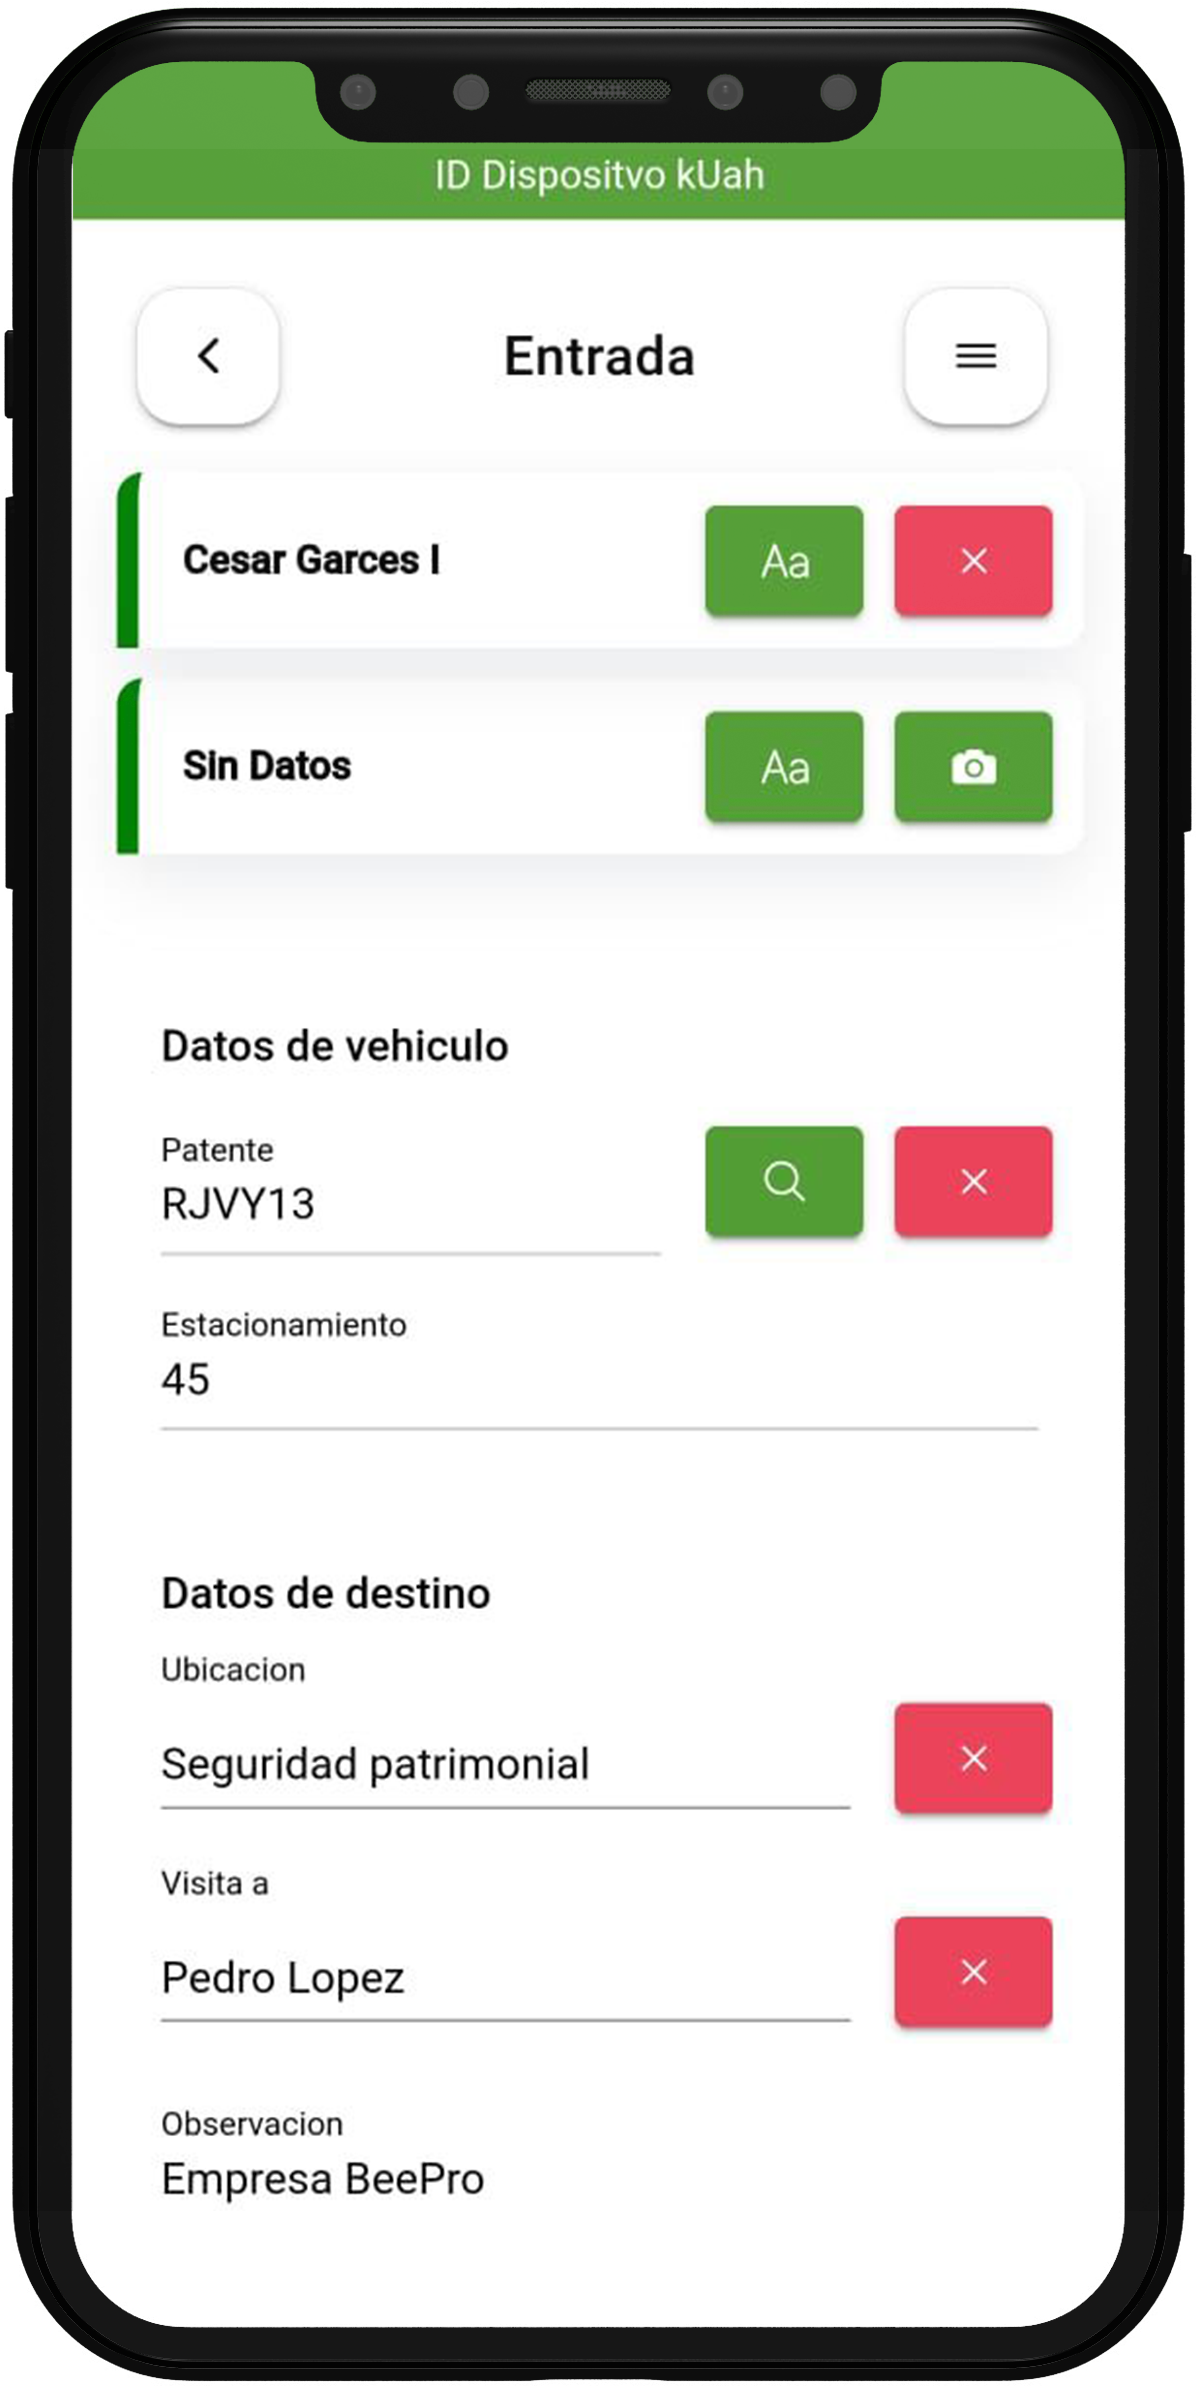 ID Dispositvo kUah
Entrada
Cesar Garces I
Aa
Sin Datos
Aa
Datos de vehiculo
Patente
RJVY13
Estacionamiento
45
Datos de destino
Ubicacion
Seguridad patrimonial
Visita a
Pedro Lopez
Observacion
Empresa BeePro